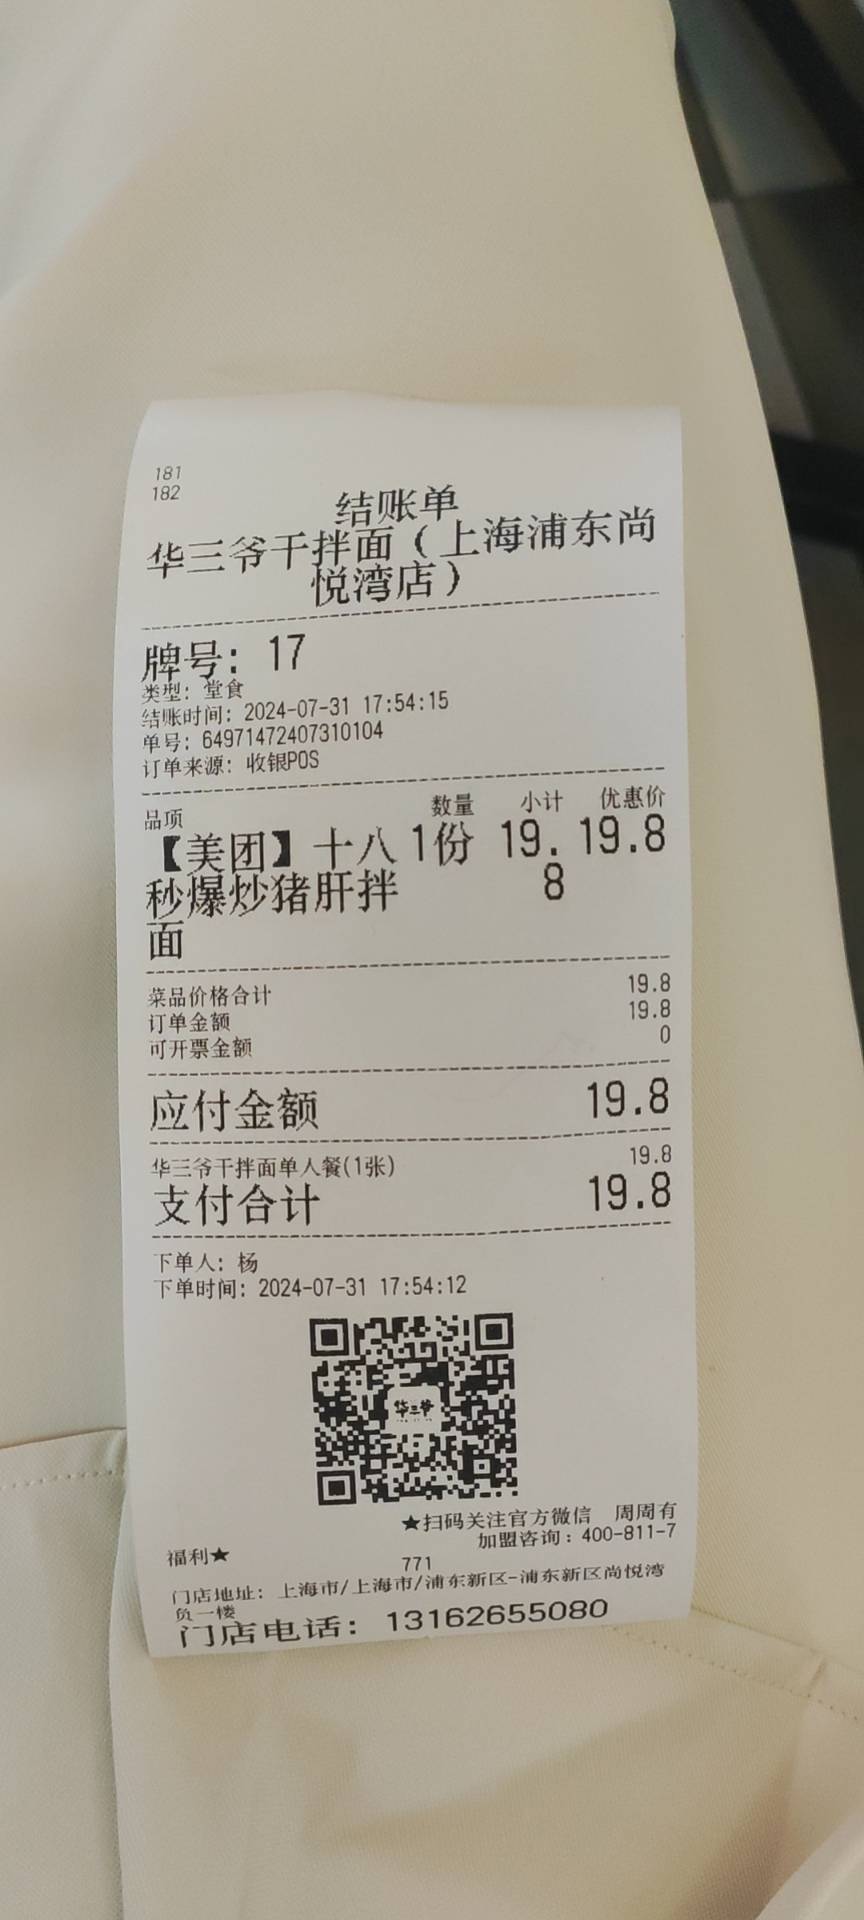 181
182
结账单
华三爷干拌面（上海浦东尚
悦湾店）
牌号: 17
类型: 堂食
结账时间: 2024-07-31 17:54:15
单号: 64971472407310104
订单来源: 收银POS
品项 数量 小计 优惠价
【美团】十八 1份 19. 19.8
秒爆炒猪肝拌 8
面
菜品价格合计 19.8
订单金额 19.8
可开票金额 0
应付金额 19.8
华三爷干拌面单人餐(1张) 19.8
支付合计 19.8
下单人: 杨
下单时间: 2024-07-31 17:54:12
华三爷
★扫码关注官方微信 周周有
福利★ 加盟咨询: 400-811-7
771
门店地址: 上海市/上海市/浦东新区-浦东新区尚悦湾
负一楼
门店电话: 13162655080